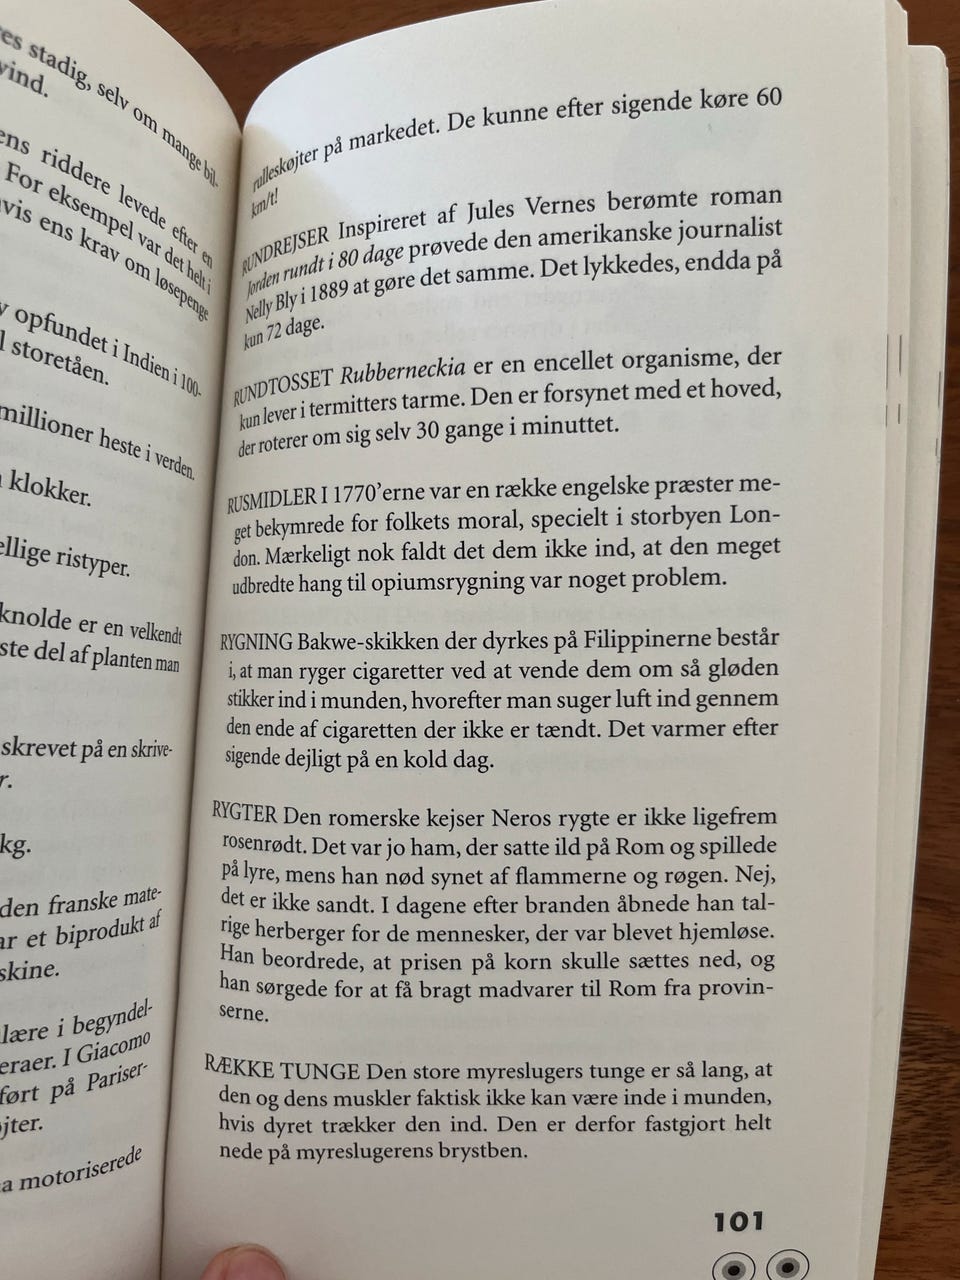 es stadig, selv om mange bil-
vind.
ens riddere levede efter en
For eksempel var det helt i
vis ens krav om løsepenge
opfundet i Indien i 100-
storetåen.
millioner heste i verden.
klokker.
ellige ristyper.
knolde er en velkendt
ste del af planten man
skrevet på en skrive-
r.
kg.
den franske mate-
ar et biprodukt af
skine.
lære i begyndel-
eraer. I Giacomo
ført på Pariser-
jter.
a motoriserede
rulleskøjter på markedet. De kunne efter sigende køre 60
km/t!
RUNDREJSER Inspireret af Jules Vernes berømte roman
Jorden rundt i 80 dage prøvede den amerikanske journalist
Nelly Bly i 1889 at gøre det samme. Det lykkedes, endda på
kun 72 dage.
RUNDTOSSET Rubberneckia er en encellet organisme, der
kun lever i termitters tarme. Den er forsynet med et hoved,
der roterer om sig selv 30 gange i minuttet.
RUSMIDLER I 1770'erne var en række engelske præster me-
get bekymrede for folkets moral, specielt i storbyen Lon-
don. Mærkeligt nok faldt det dem ikke ind, at den meget
udbredte hang til opiumsrygning var noget problem.
RYGNING Bakwe-skikken der dyrkes på Filippinerne består
i, at man ryger cigaretter ved at vende dem om så gløden
stikker ind i munden, hvorefter man suger luft ind gennem
den ende af cigaretten der ikke er tændt. Det varmer efter
sigende dejligt på en kold dag.
RYGTER Den romerske kejser Neros rygte er ikke ligefrem
rosenrødt. Det var jo ham, der satte ild på Rom og spillede
på lyre, mens han nød synet af flammerne og røgen. Nej,
det er ikke sandt. I dagene efter branden åbnede han tal-
rige herberger for de mennesker, der var blevet hjemløse.
Han beordrede, at prisen på korn skulle sættes ned, og
han sørgede for at få bragt madvarer til Rom fra provin-
serne.
RÆKKE TUNGE Den store myreslugers tunge er så lang, at
den og dens muskler faktisk ikke kan være inde i munden,
hvis dyret trækker den ind. Den er derfor fastgjort helt
nede på myreslugerens brystben.
101